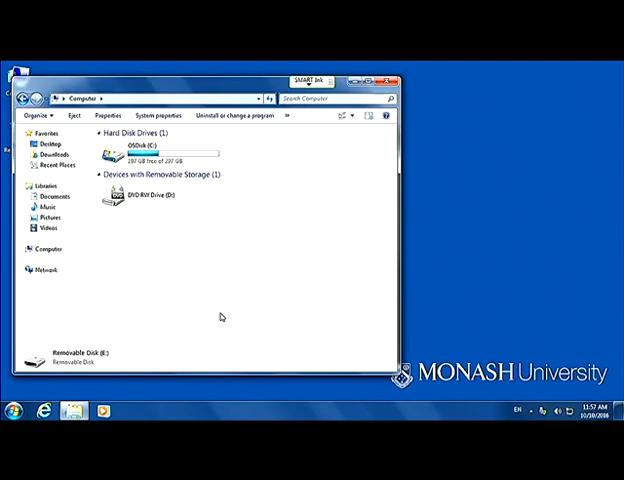 SMART Ink
Computer
Search Computer
Organize Eject Properties System properties Uninstall or change a program »
Favorites
Desktop
Downloads
Recent Places
Libraries
Documents
Music
Pictures
Videos
Computer
Network
Hard Disk Drives (1)
OSDisk (C:)
197 GB free of 297 GB
Devices with Removable Storage (1)
DVD RW Drive (D:)
Removable Disk (E:)
Removable Disk
MONASH University
EN
11:57 AM
10/10/2016